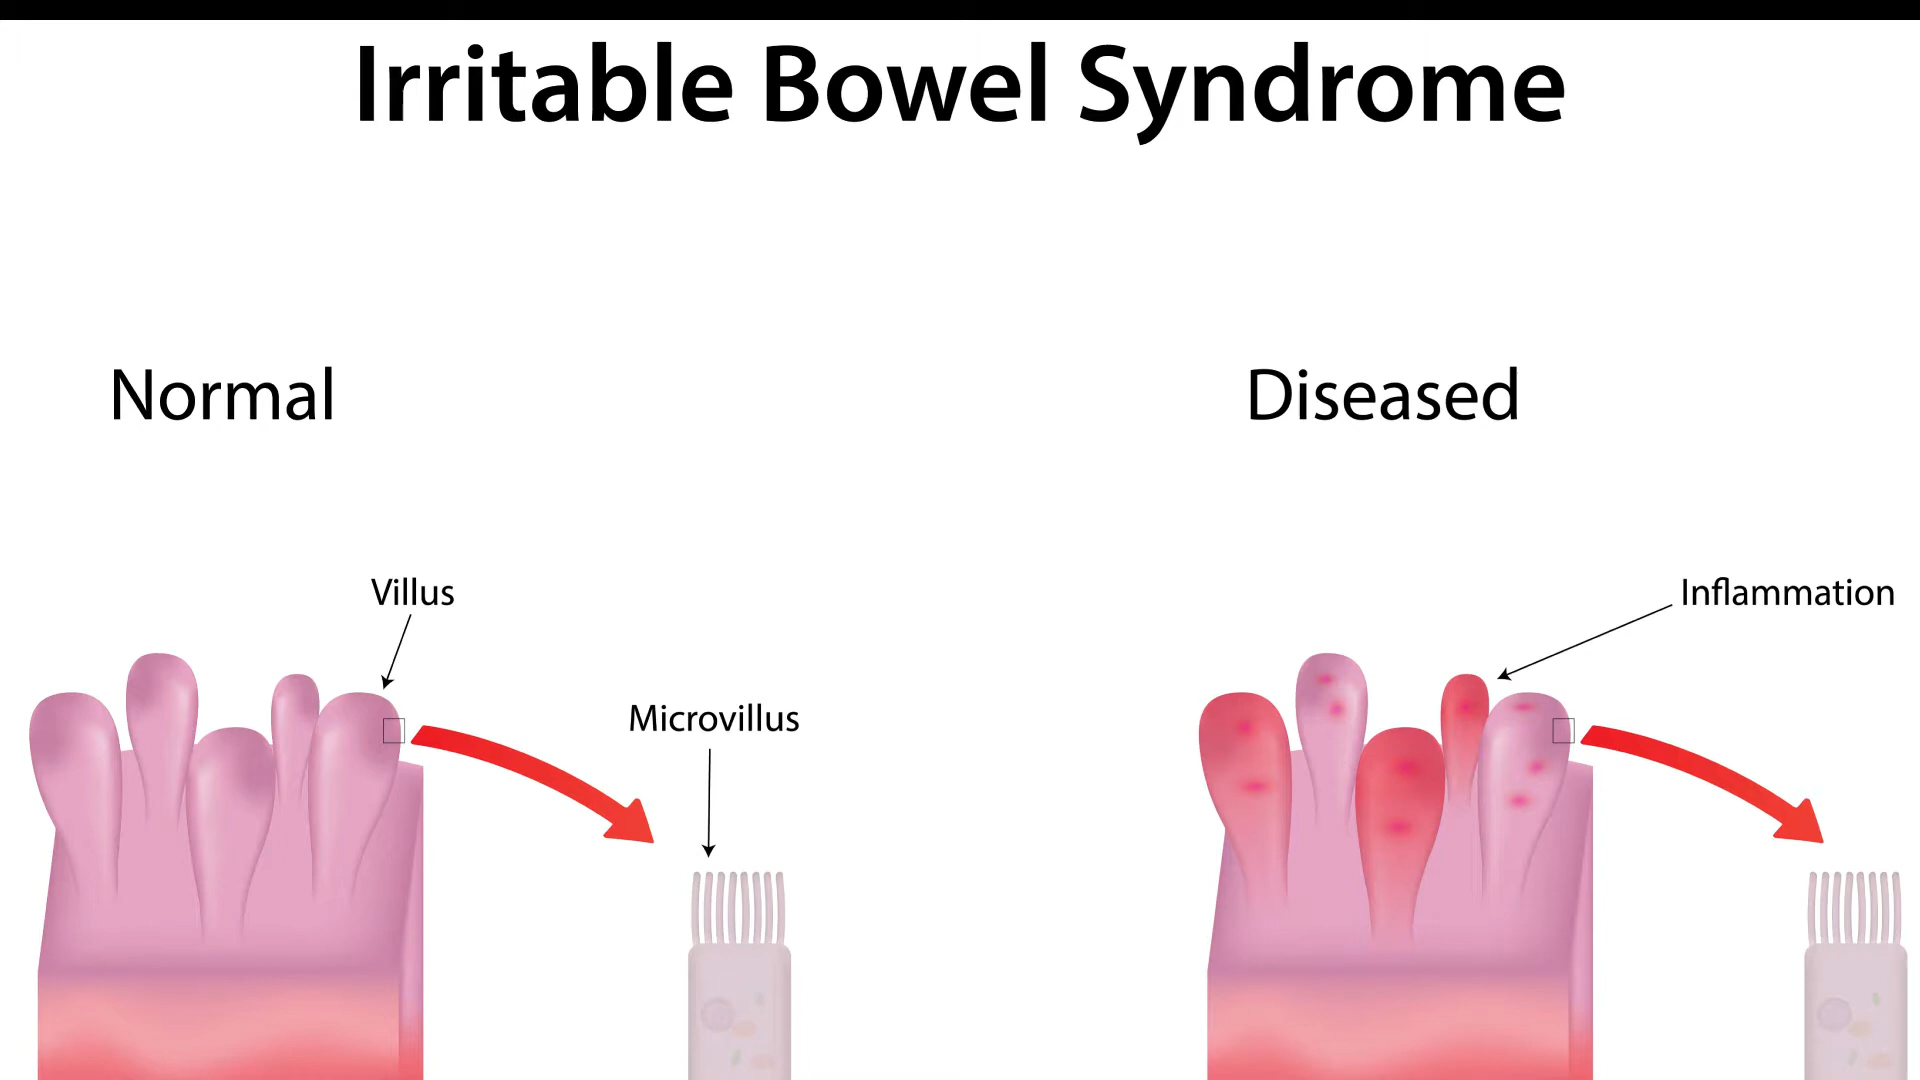 Irritable Bowel Syndrome
Normal
Diseased
Villus
Inflammation
Microvillus